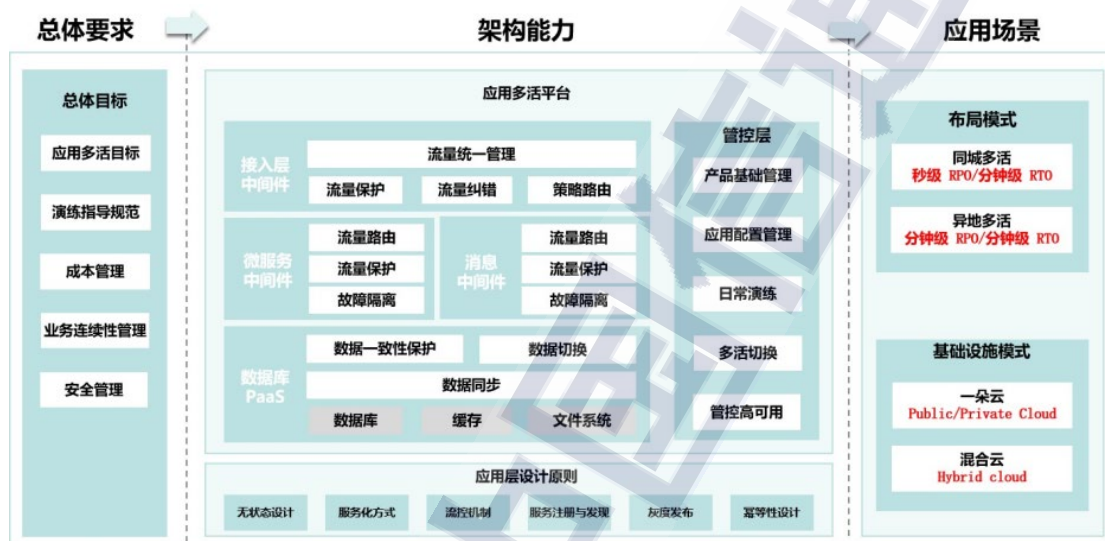 总体要求
架构能力
应用场景
总体目标
应用多活目标
演练指导规范
成本管理
业务连续性管理
安全管理
应用多活平台
接入层
中间件
流量统一管理
流量保护
流量纠错
策略路由
微服务
中间件
流量路由
流量保护
故障隔离
消息
中间件
流量路由
流量保护
故障隔离
数据库
PaaS
数据一致性保护
数据切换
数据同步
数据库
缓存
文件系统
管控层
产品基础管理
应用配置管理
日常演练
多活切换
管控高可用
应用层设计原则
无状态设计
服务化方式
流控机制
服务注册与发现
灰度发布
幂等性设计
布局模式
同城多活
秒级 RPO/分钟级 RTO
异地多活
分钟级 RPO/分钟级 RTO
基础设施模式
一朵云
Public/Private Cloud
混合云
Hybrid cloud
中国信通